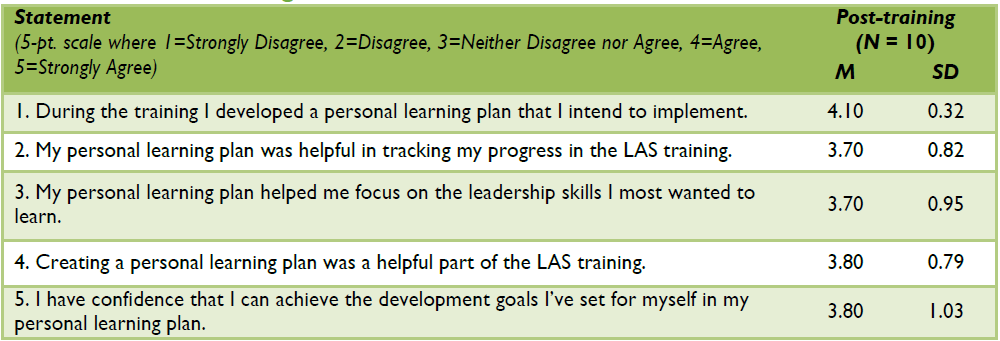 Statement
(5-pt. scale where 1=Strongly Disagree, 2=Disagree, 3=Neither Disagree nor Agree, 4=Agree,
5=Strongly Agree)
Post-training
(N = 10)
M SD
1. During the training I developed a personal learning plan that I intend to implement. 4.10 0.32
2. My personal learning plan was helpful in tracking my progress in the LAS training. 3.70 0.82
3. My personal learning plan helped me focus on the leadership skills I most wanted to
learn. 3.70 0.95
4. Creating a personal learning plan was a helpful part of the LAS training. 3.80 0.79
5. I have confidence that I can achieve the development goals I've set for myself in my
personal learning plan. 3.80 1.03